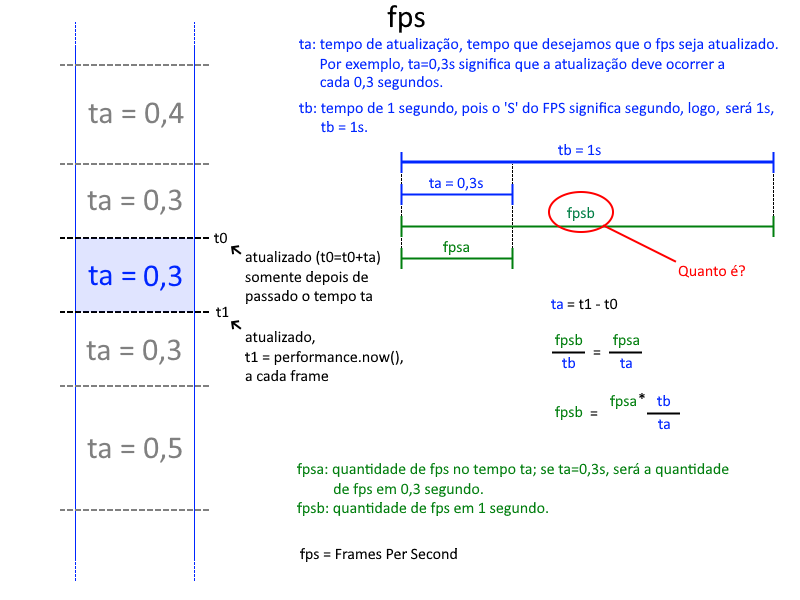 fps
ta: tempo de atualização, tempo que desejamos que o fps seja atualizado.
Por exemplo, ta=0,3s significa que a atualização deve ocorrer a
cada 0,3 segundos.
tb: tempo de 1 segundo, pois o 'S' do FPS significa segundo, logo, será 1s,
tb = 1s.
ta = 0,4
ta = 0,3
t0
ta = 0,3
atualizado (t0=t0+ta)
somente depois de
passado o tempo ta
t1
ta = 0,3
atualizado,
t1 = performance.now(),
a cada frame
ta = 0,5
tb = 1s
ta = 0,3s
fpsb
fpsa
Quanto é?
ta = t1 - t0
fpsb = fpsa
tb ta
fpsb = fpsa* tb
ta
fpsa: quantidade de fps no tempo ta; se ta=0,3s, será a quantidade
de fps em 0,3 segundo.
fpsb: quantidade de fps em 1 segundo.
fps = Frames Per Second